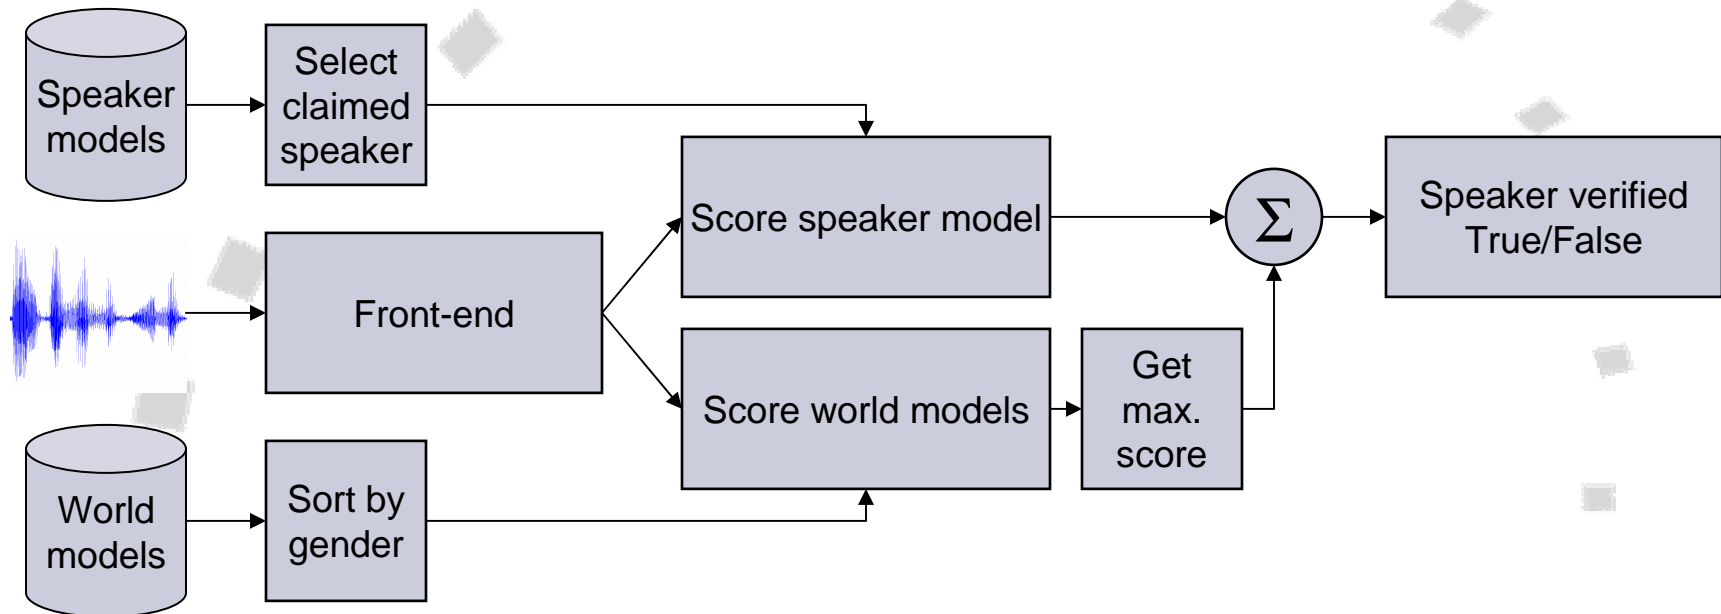 Speaker
models
Select
claimed
speaker
Score speaker model
Σ
Speaker verified
True/False
Front-end
Score world models
Get
max.
score
World
models
Sort by
gender